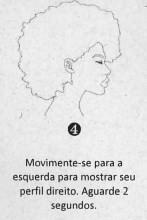 4
Movimente-se para a
esquerda para mostrar seu
perfil direito. Aguarde 2
segundos.